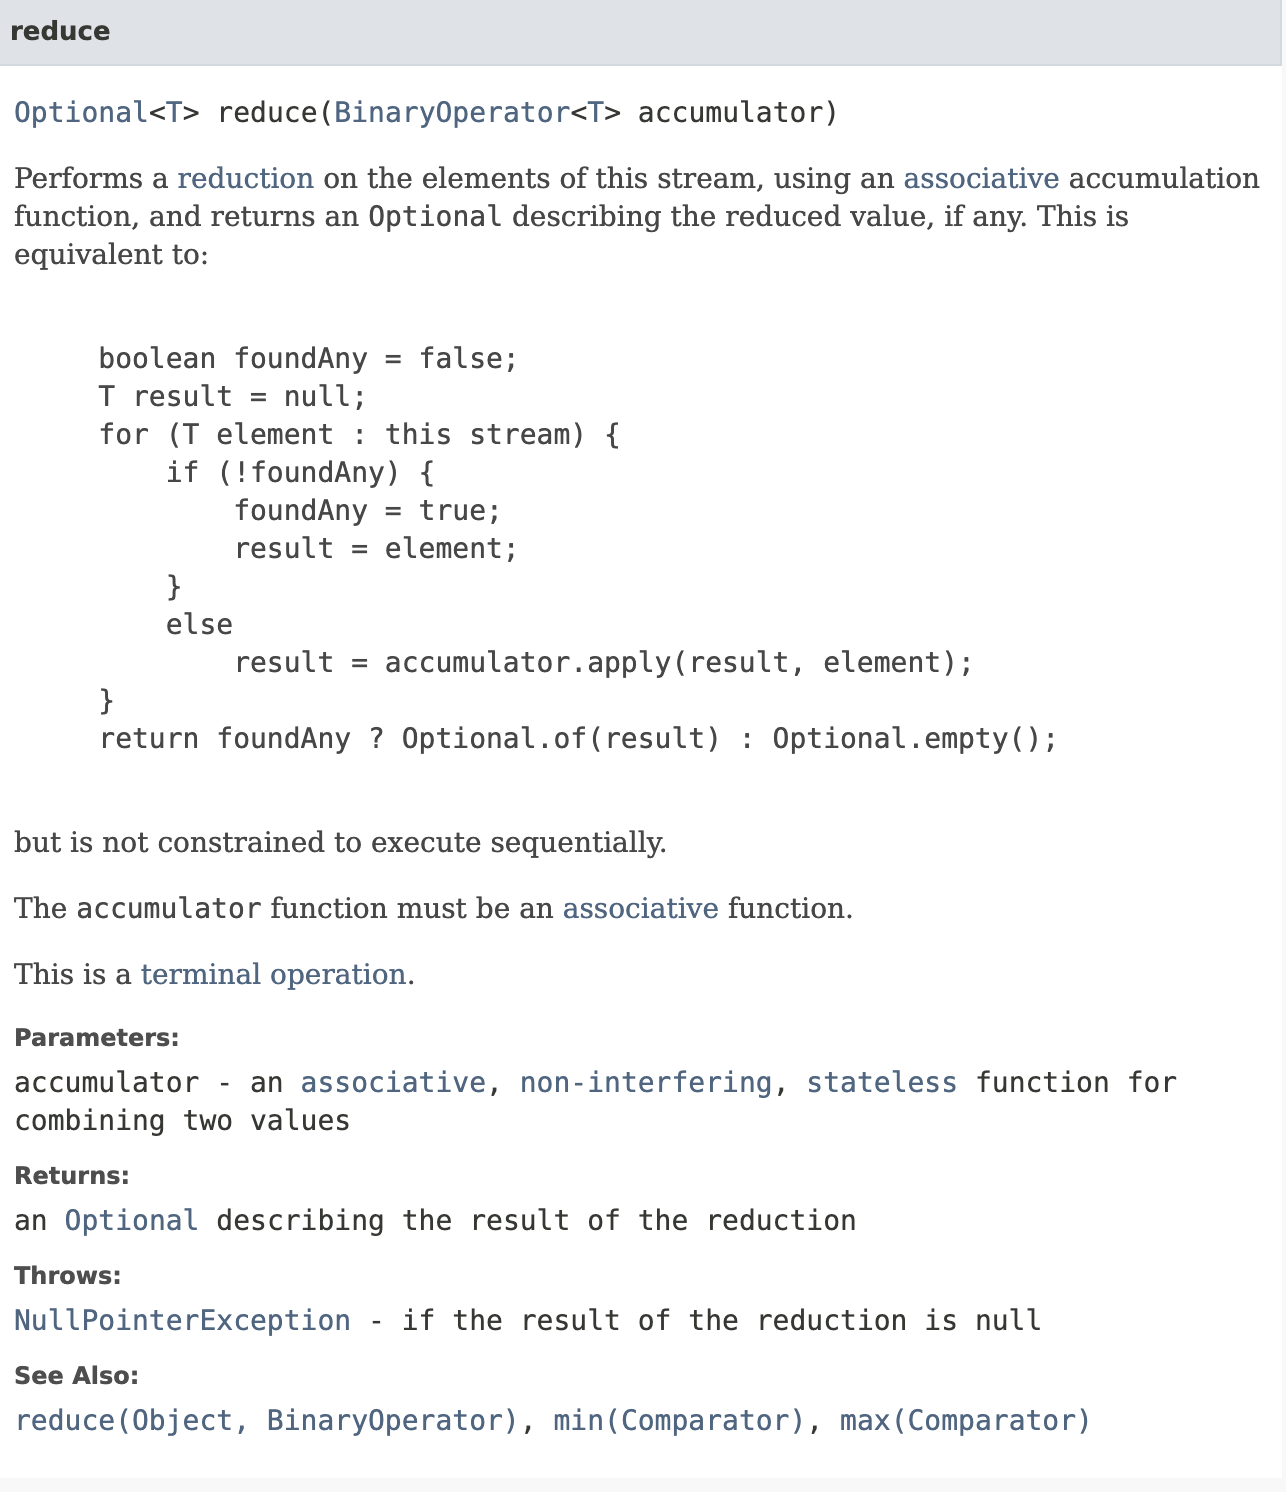 reduce
Optional<T> reduce(BinaryOperator<T> accumulator)
Performs a reduction on the elements of this stream, using an associative accumulation
function, and returns an Optional describing the reduced value, if any. This is
equivalent to:
boolean foundAny = false;
T result = null;
for (T element : this stream) {
    if (!foundAny) {
        foundAny = true;
        result = element;
    }
    else
        result = accumulator.apply(result, element);
}
return foundAny ? Optional.of(result) : Optional.empty();
but is not constrained to execute sequentially.
The accumulator function must be an associative function.
This is a terminal operation.
Parameters:
accumulator - an associative, non-interfering, stateless function for
combining two values
Returns:
an Optional describing the result of the reduction
Throws:
NullPointerException - if the result of the reduction is null
See Also:
reduce(Object, BinaryOperator), min(Comparator), max(Comparator)